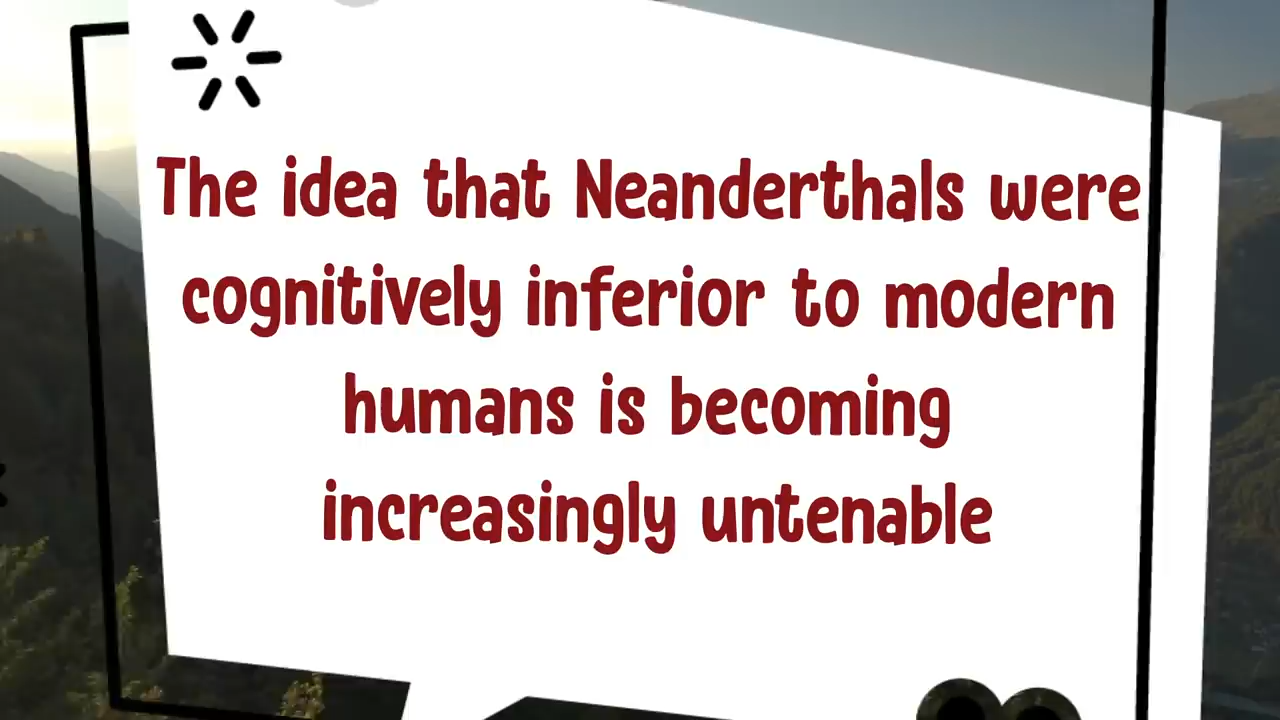 The idea that Neanderthals were
cognitively inferior to modern
humans is becoming
increasingly untenable